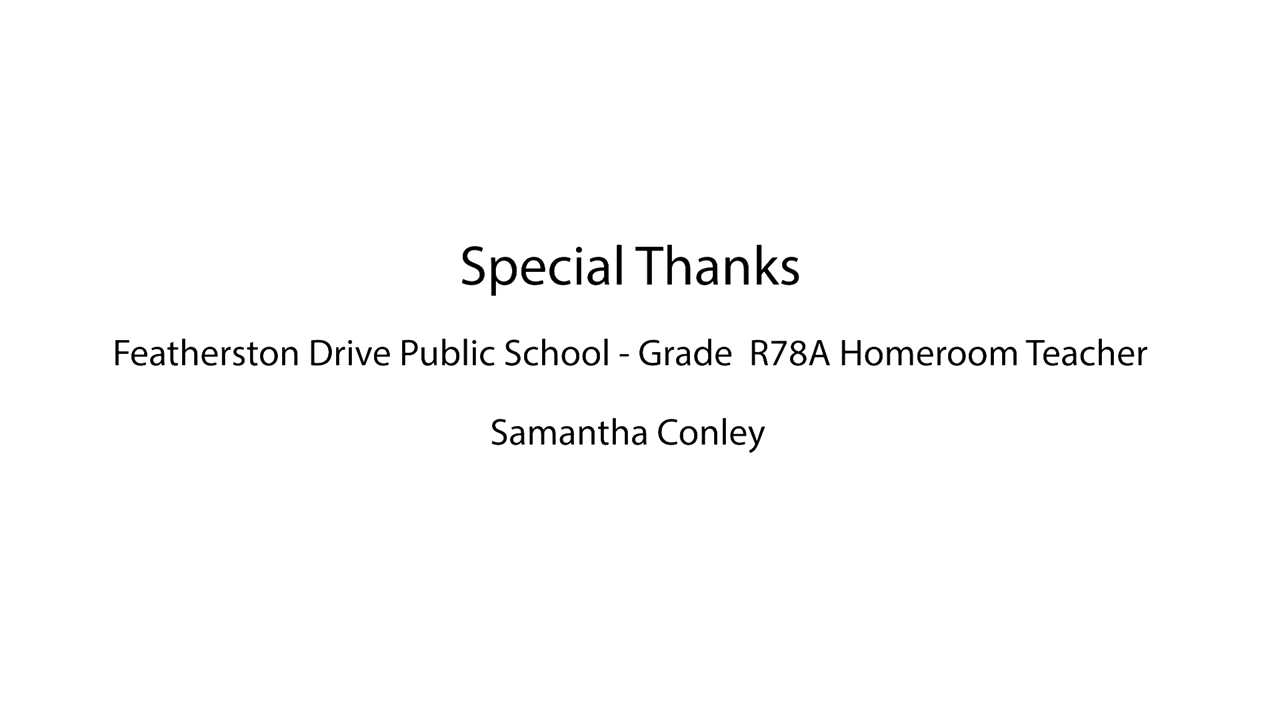 Special Thanks
Featherston Drive Public School - Grade  R78A Homeroom Teacher
Samantha Conley